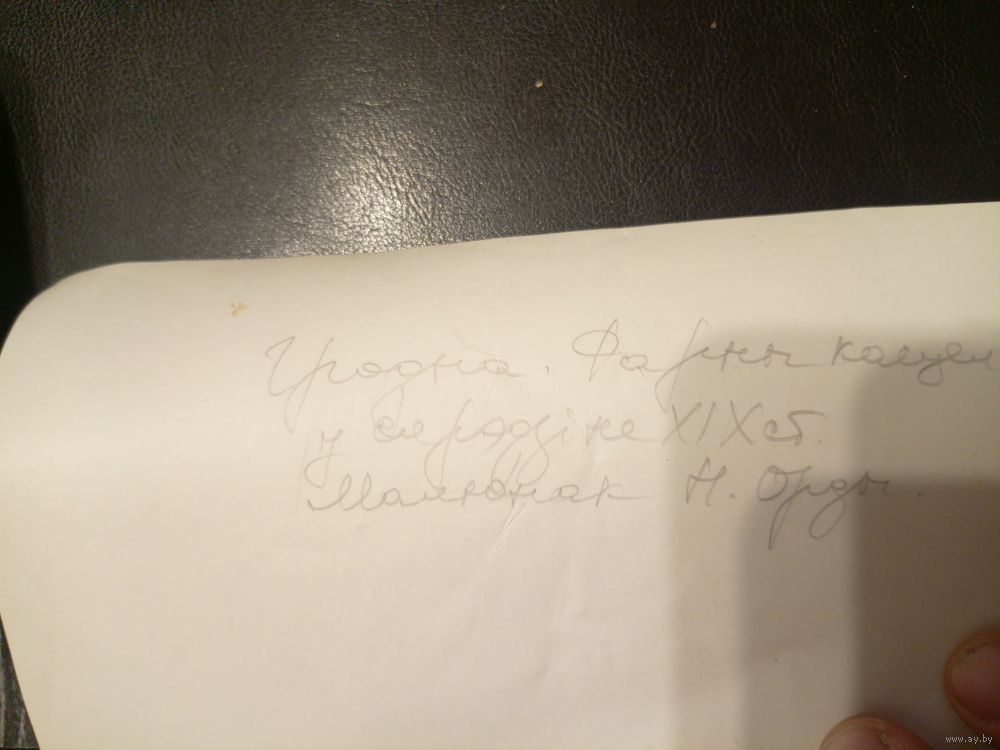 Гродна. Фарны касцел
у сярэдзіне XIX ст.
Малюнак Н. Орды.
www.ay.by